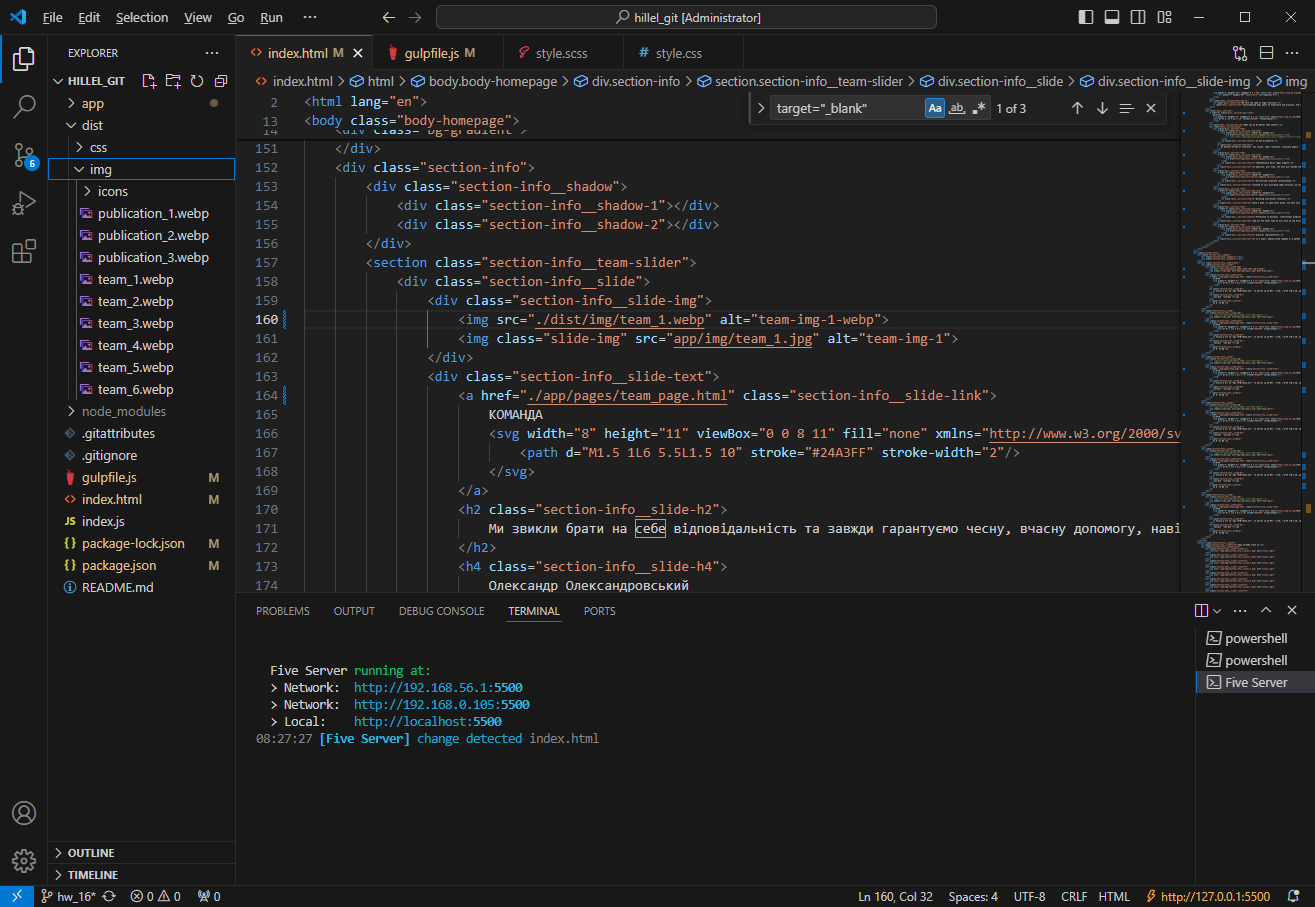 File Edit Selection View Go Run ··· hillel_git [Administrator]
EXPLORER ···
HILLEL_GIT
app
dist
css
img
icons
publication_1.webp
publication_2.webp
publication_3.webp
team_1.webp
team_2.webp
team_3.webp
team_4.webp
team_5.webp
team_6.webp
node_modules
.gitattributes
.gitignore
gulpfile.js M
index.html M
JS index.js
{} package-lock.json M
{} package.json M
README.md
OUTLINE
TIMELINE
6
index.html M gulpfile.js M style.scss # style.css
index.html > html > body.body-homepage > div.section-info > section.section-info__team-slider > div.section-info__slide > div.section-info__slide-img > img
target="_blank" Aa ab .* 1 of 3
2 <html lang="en">
13 <body class="body-homepage">
14 <div class="bg-gradient">
151 </div>
152 <div class="section-info">
153 <div class="section-info__shadow">
154 <div class="section-info__shadow-1"></div>
155 <div class="section-info__shadow-2"></div>
156 </div>
157 <section class="section-info__team-slider">
158 <div class="section-info__slide">
159 <div class="section-info__slide-img">
160 <img src="./dist/img/team_1.webp" alt="team-img-1-webp">
161 <img class="slide-img" src="app/img/team_1.jpg" alt="team-img-1">
162 </div>
163 <div class="section-info__slide-text">
164 <a href="./app/pages/team_page.html" class="section-info__slide-link">
165 КОМАНДА
166 <svg width="8" height="11" viewBox="0 0 8 11" fill="none" xmlns="http://www.w3.org/2000/sv
167 <path d="M1.5 1L6 5.5L1.5 10" stroke="#24A3FF" stroke-width="2"/>
168 </svg>
169 </a>
170 <h2 class="section-info__slide-h2">
171 Ми звикли брати на себе відповідальність та завжди гарантуємо чесну, вчасну допомогу, наві
172 </h2>
173 <h4 class="section-info__slide-h4">
174 Олександр Олександровський
PROBLEMS OUTPUT DEBUG CONSOLE TERMINAL PORTS
Five Server running at:
> Network: http://192.168.56.1:5500
> Network: http://192.168.0.105:5500
> Local: http://localhost:5500
08:27:27 [Five Server] change detected index.html
powershell
powershell
Five Server
hw_16* 0 0 0 Ln 160, Col 32 Spaces: 4 UTF-8 CRLF HTML http://127.0.0.1:5500